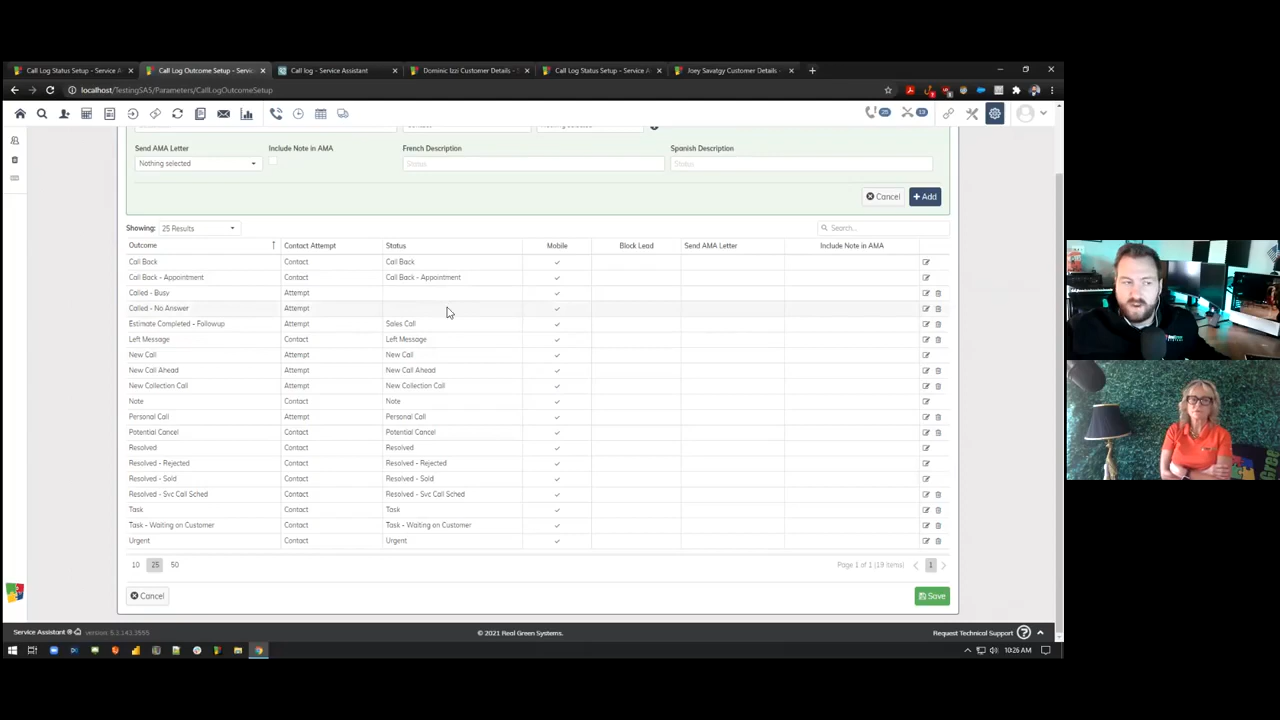 Call Log Status Setup - Service A
Call Log Outcome Setup - Servi
Call log - Service Assistant
Dominic Izzi Customer Details - S
Call Log Status Setup - Service A
Joey Savatgy Customer Details -
localhost/TestingSAS/Parameters/CallLogOutcomeSetup
25
13
Send AMA Letter
Include Note in AMA
French Description
Spanish Description
Nothing selected
Status
Status
Cancel
+ Add
Showing: 25 Results
Search...
Outcome Contact Attempt Status Mobile Block Lead Send AMA Letter Include Note in AMA
Call Back Contact Call Back
Call Back - Appointment Contact Call Back - Appointment
Called - Busy Attempt
Called - No Answer Attempt
Estimate Completed - Followup Attempt Sales Call
Left Message Contact Left Message
New Call Attempt New Call
New Call Ahead Attempt New Call Ahead
New Collection Call Attempt New Collection Call
Note Contact Note
Personal Call Attempt Personal Call
Potential Cancel Contact Potential Cancel
Resolved Contact Resolved
Resolved - Rejected Contact Resolved - Rejected
Resolved - Sold Contact Resolved - Sold
Resolved - Svc Call Sched Contact Resolved - Svc Call Sched
Task Contact Task
Task - Waiting on Customer Contact Task - Waiting on Customer
Urgent Contact Urgent
10 25 50
Page 1 of 1 (19 items)
1
Cancel
Save
Service Assistant
© 2021 Real Green Systems.
Request Technical Support
10:26 AM